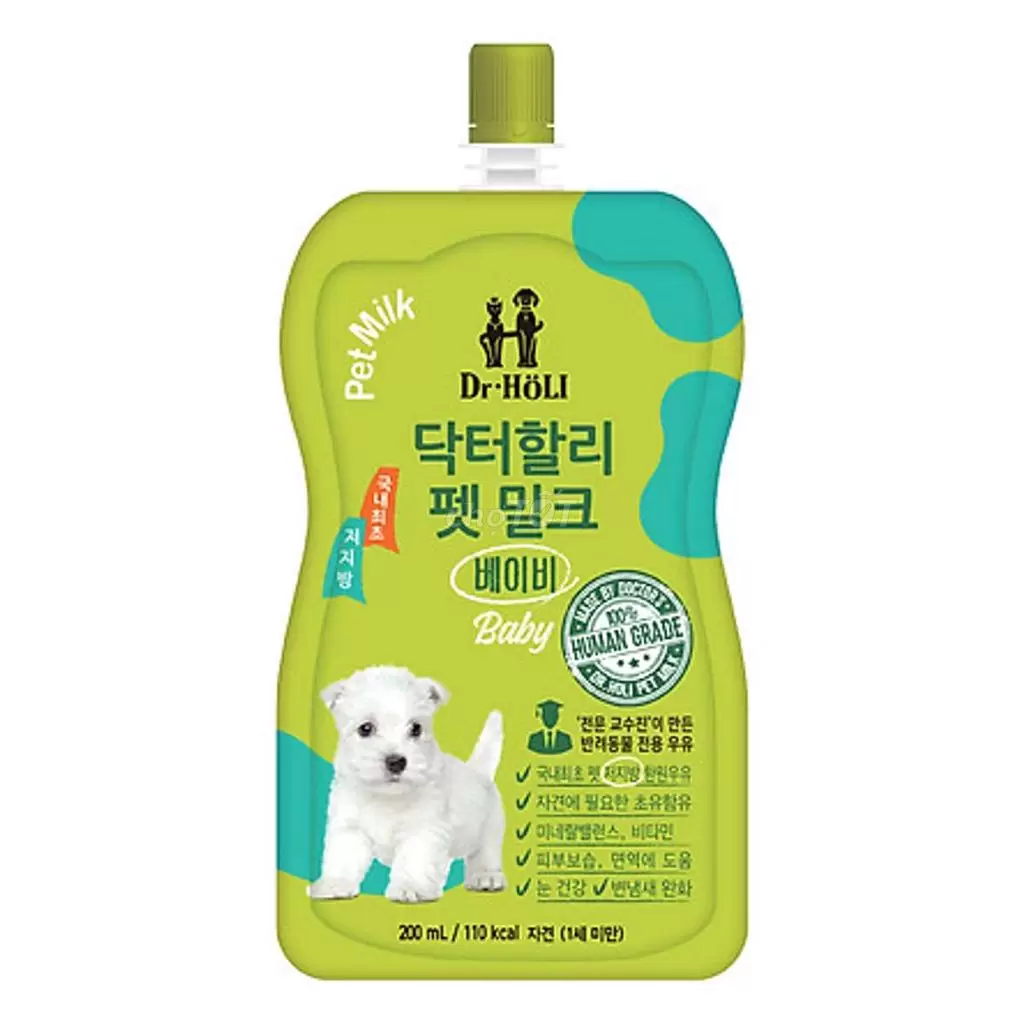 Pet Milk
Dr·HöLI
닥터할리
펫 밀크
국내최초
저지방
베이비
Baby
MADE BY DOCTOR
100%
HUMAN GRADE
DR.HOLI PET MILK
'전문 교수진'이 만든
반려동물 전용 우유
국내최초 펫 저지방 환원우유
자견에 필요한 초유함유
미네랄밸런스, 비타민
피부보습, 면역에 도움
눈 건강 변냄새 완화
200 mL / 110 kcal 자견 (1세 미만)